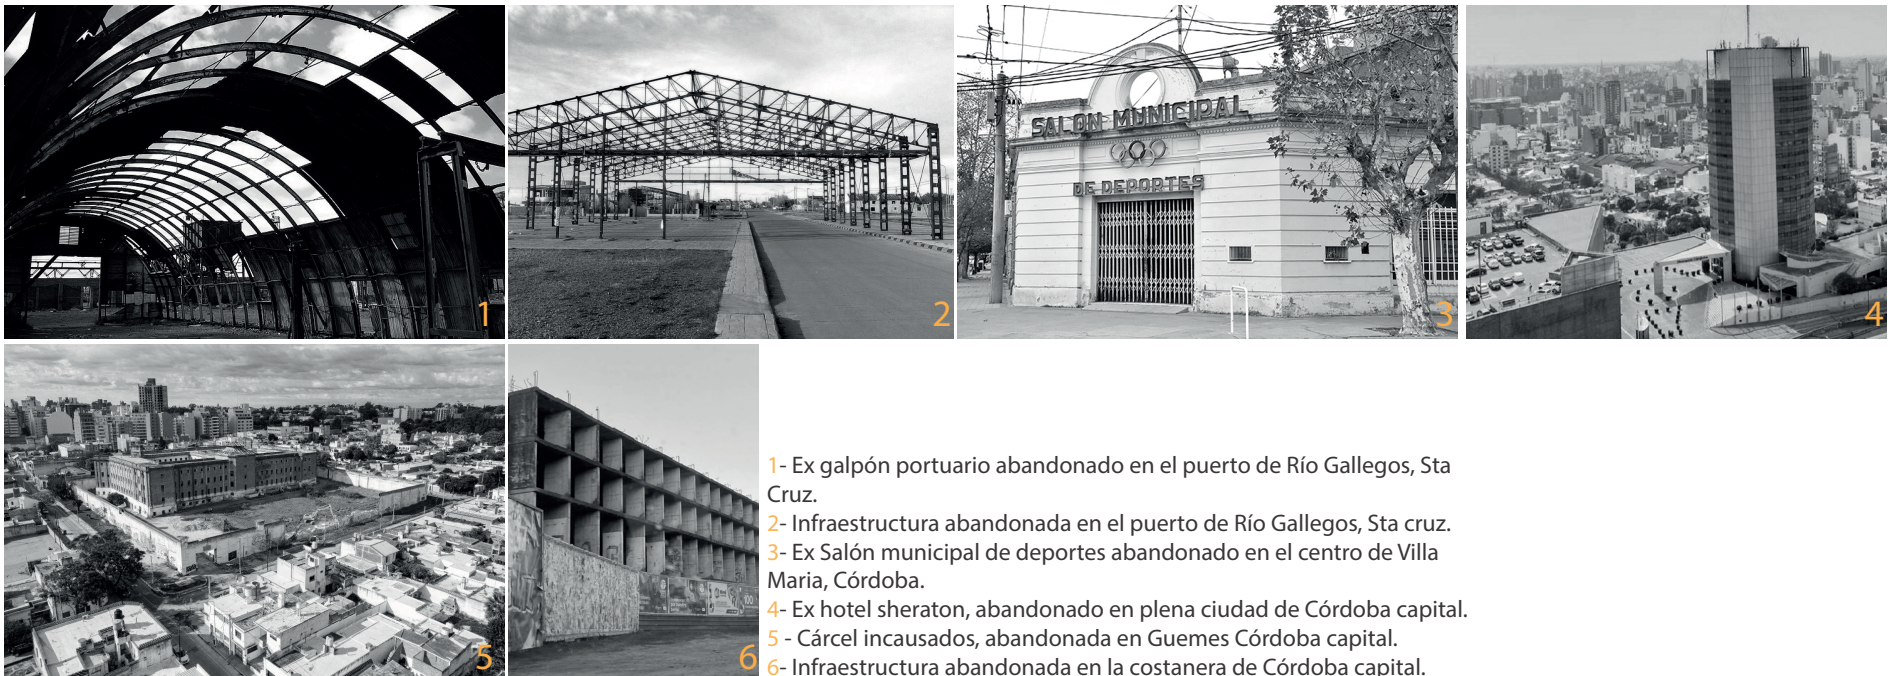 1
2
SALON MUNICIPAL
DE DEPORTES
3
4
5
6
1- Ex galpón portuario abandonado en el puerto de Río Gallegos, Sta
Cruz.
2- Infraestructura abandonada en el puerto de Río Gallegos, Sta cruz.
3- Ex Salón municipal de deportes abandonado en el centro de Villa
Maria, Córdoba.
4- Ex hotel sheraton, abandonado en plena ciudad de Córdoba capital.
5 - Cárcel incausados, abandonada en Guemes Córdoba capital.
6- Infraestructura abandonada en la costanera de Córdoba capital.